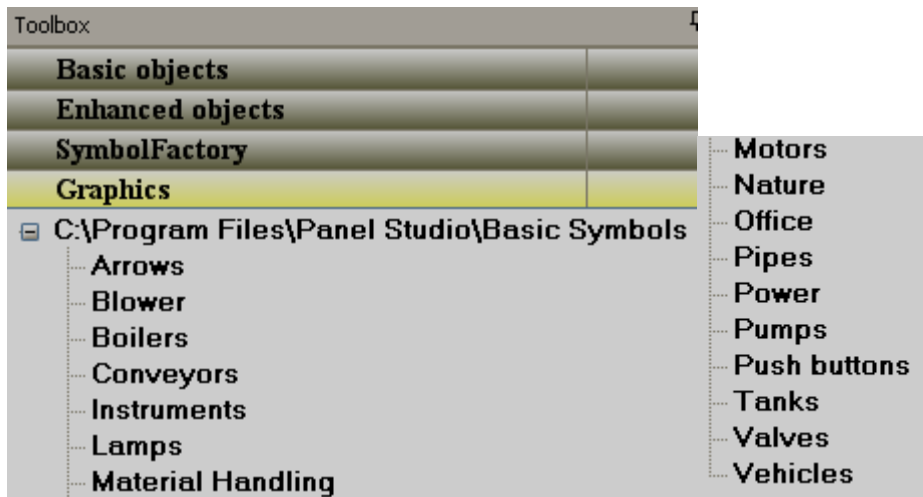 Toolbox
Basic objects
Enhanced objects
SymbolFactory
Graphics
C:\Program Files\Panel Studio\Basic Symbols
Arrows
Blower
Boilers
Conveyors
Instruments
Lamps
Material Handling
Motors
Nature
Office
Pipes
Power
Pumps
Push buttons
Tanks
Valves
Vehicles